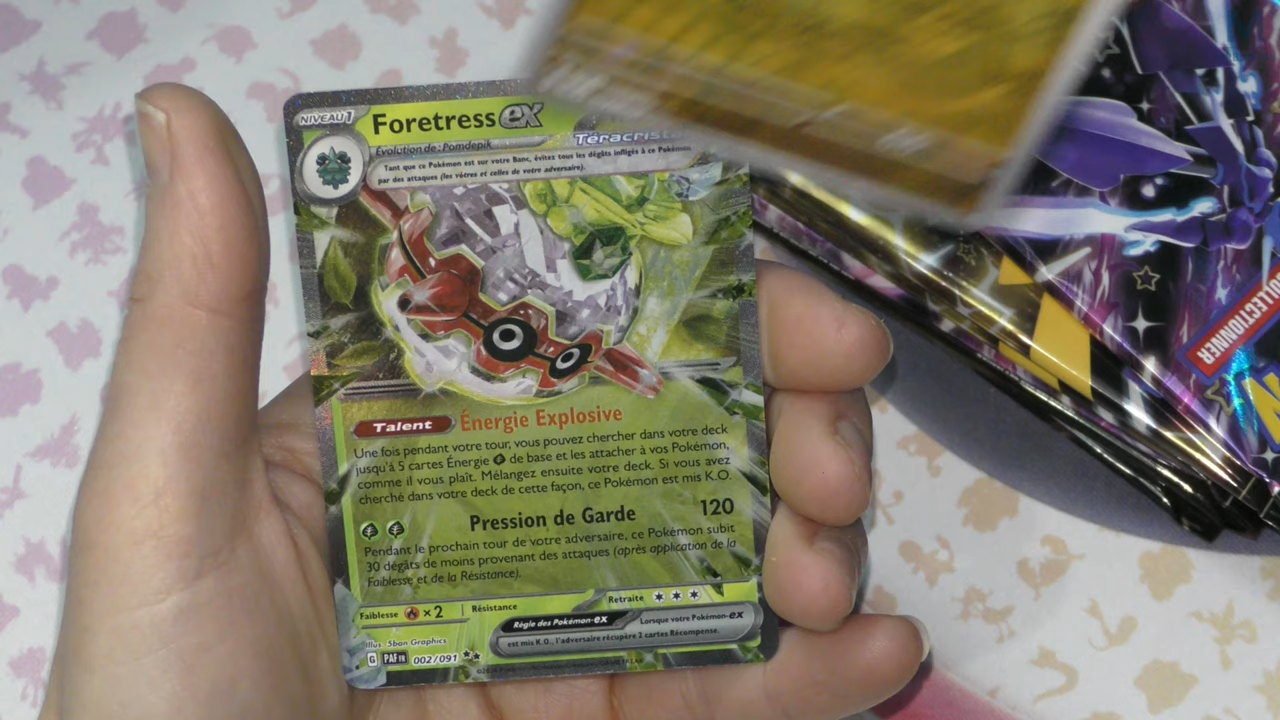 NIVEAU 1
Foretress ex
Téracristal
Évolution de : Pomdepik
Tant que ce Pokémon est sur votre Banc, évitez tous les dégâts infligés à ce Pokémon
par des attaques (les vôtres et celles de votre adversaire).
Talent Énergie Explosive
Une fois pendant votre tour, vous pouvez chercher dans votre deck
jusqu'à 5 cartes Énergie de base et les attacher à vos Pokémon,
comme il vous plaît. Mélangez ensuite votre deck. Si vous avez
cherché dans votre deck de cette façon, ce Pokémon est mis K.O.
Pression de Garde 120
Pendant le prochain tour de votre adversaire, ce Pokémon subit
30 dégâts de moins provenant des attaques (après application de la
Faiblesse et de la Résistance).
Faiblesse ×2 Résistance Retraite
Règle des Pokémon-ex Lorsque votre Pokémon-ex
est mis K.O., l'adversaire récupère 2 cartes Récompense.
Illus. 5ban Graphics
G PAF FR 002/091
COLLECTIONNER